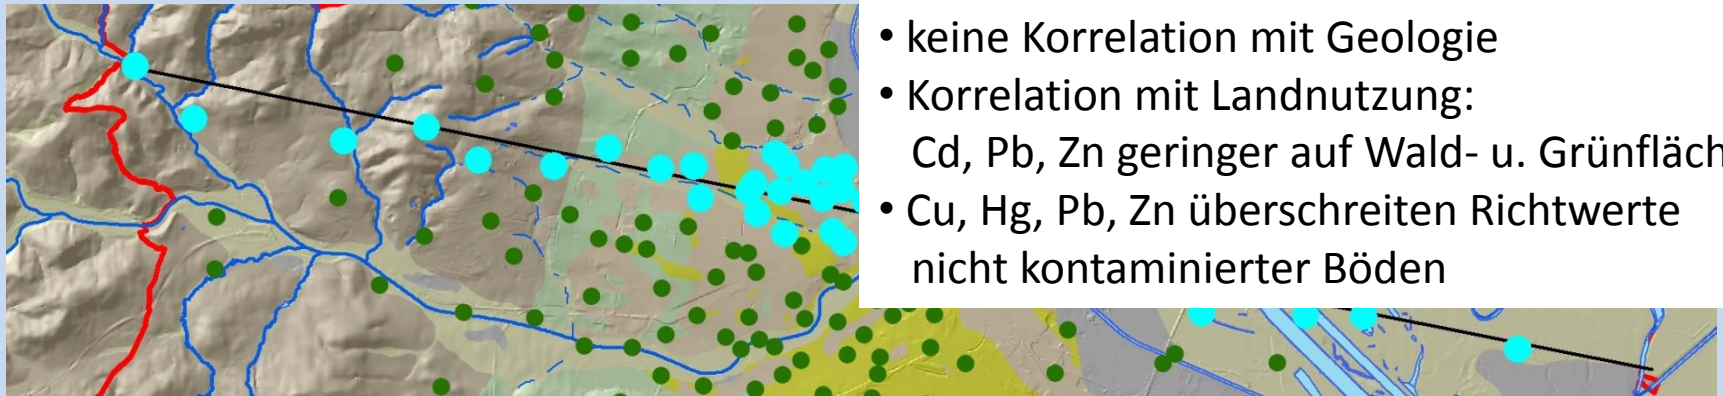 • keine Korrelation mit Geologie
• Korrelation mit Landnutzung:
Cd, Pb, Zn geringer auf Wald- u. Grünfläch
• Cu, Hg, Pb, Zn überschreiten Richtwerte
nicht kontaminierter Böden